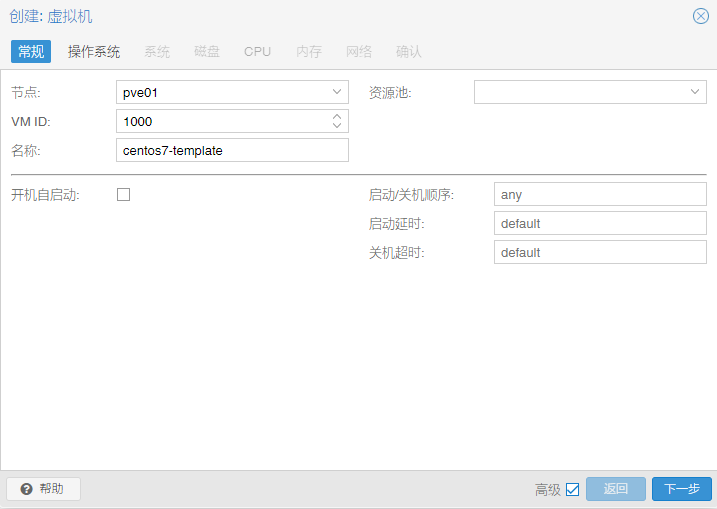 创建: 虚拟机
常规 操作系统 系统 磁盘 CPU 内存 网络 确认
节点: pve01 资源池:
VM ID: 1000
名称: centos7-template
开机自启动: 启动/关机顺序: any
启动延时: default
关机超时: default
帮助 高级 返回 下一步